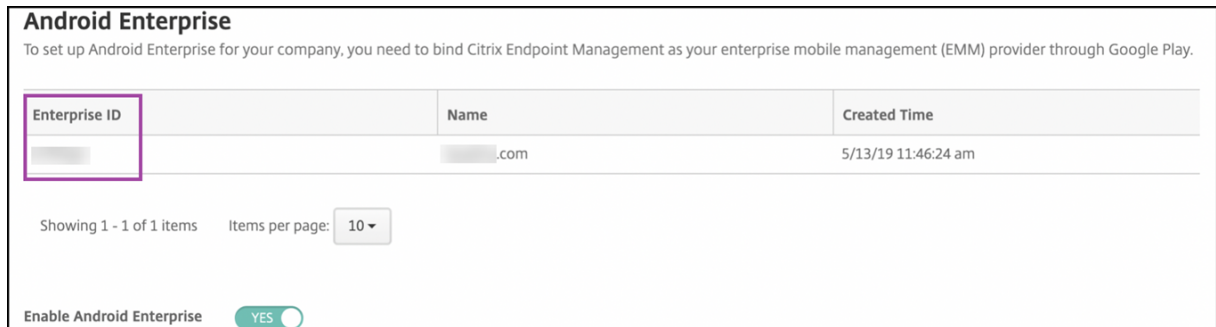 Android Enterprise
To set up Android Enterprise for your company, you need to bind Citrix Endpoint Management as your enterprise mobile management (EMM) provider through Google Play.
Enterprise ID Name Created Time
.com 5/13/19 11:46:24 am
Showing 1 - 1 of 1 items Items per page: 10
Enable Android Enterprise YES